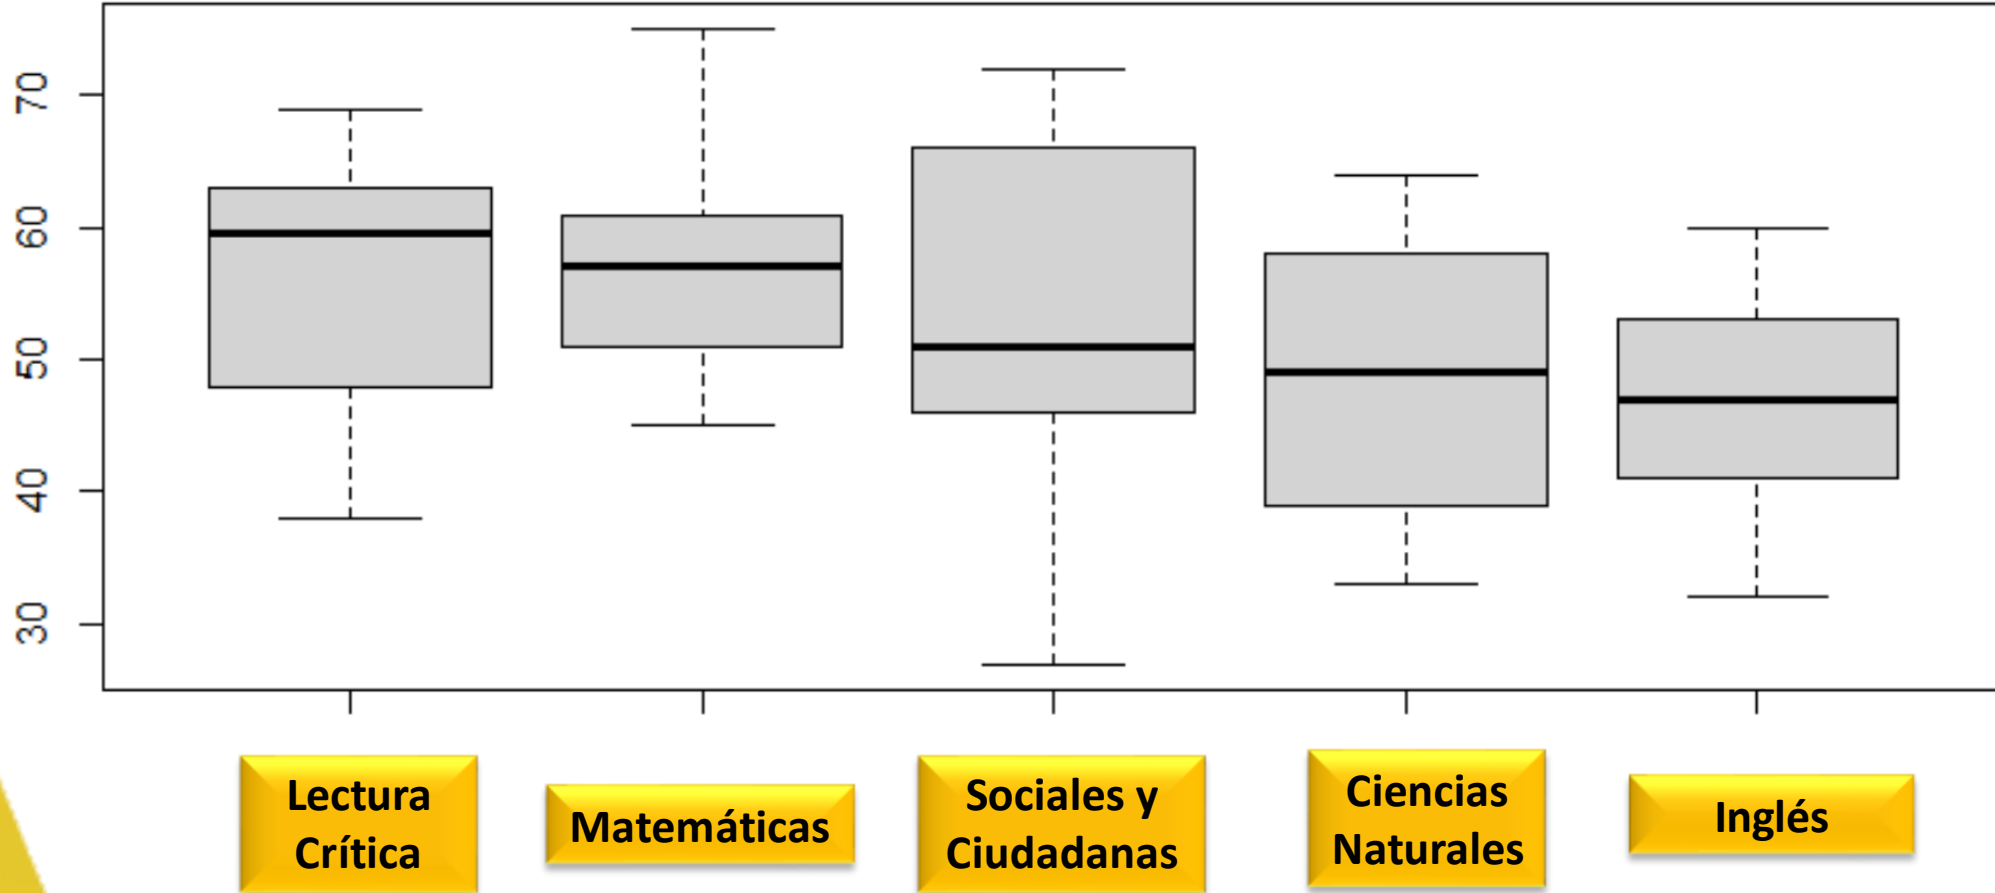 70
60
50
40
30
Lectura
Crítica
Matemáticas
Sociales y
Ciudadanas
Ciencias
Naturales
Inglés